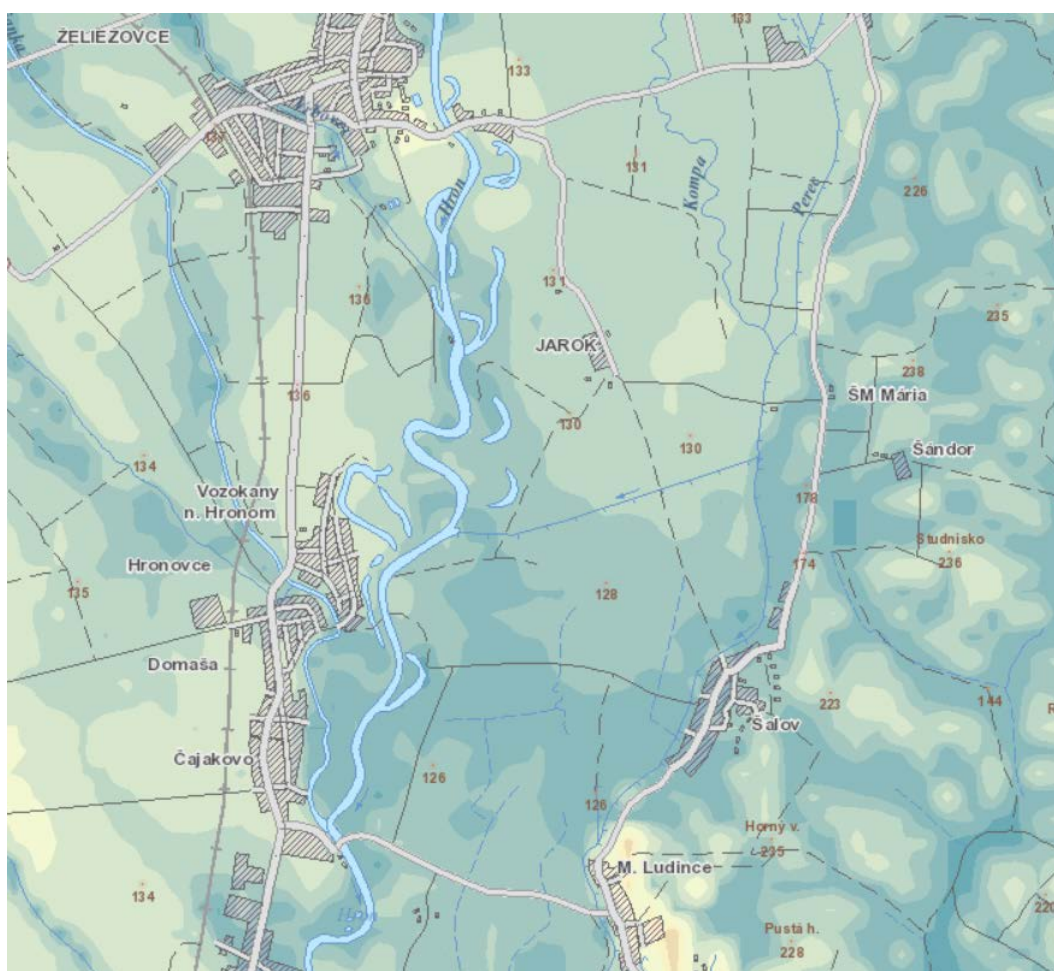 133
ŽELIEZOVCE
133
Hron
131
Kompa
Perec
226
131
136
235
JAROK
238
136
ŠM Mária
130
130
134
Šándor
Vozokany
n. Hronom
178
Studnisko
236
Hronovce
174
135
128
Domaša
144
223
Šalov
Čajakovo
126
126
Horný v.
235
M. Ludince
134
Hron
Pustá h.
228